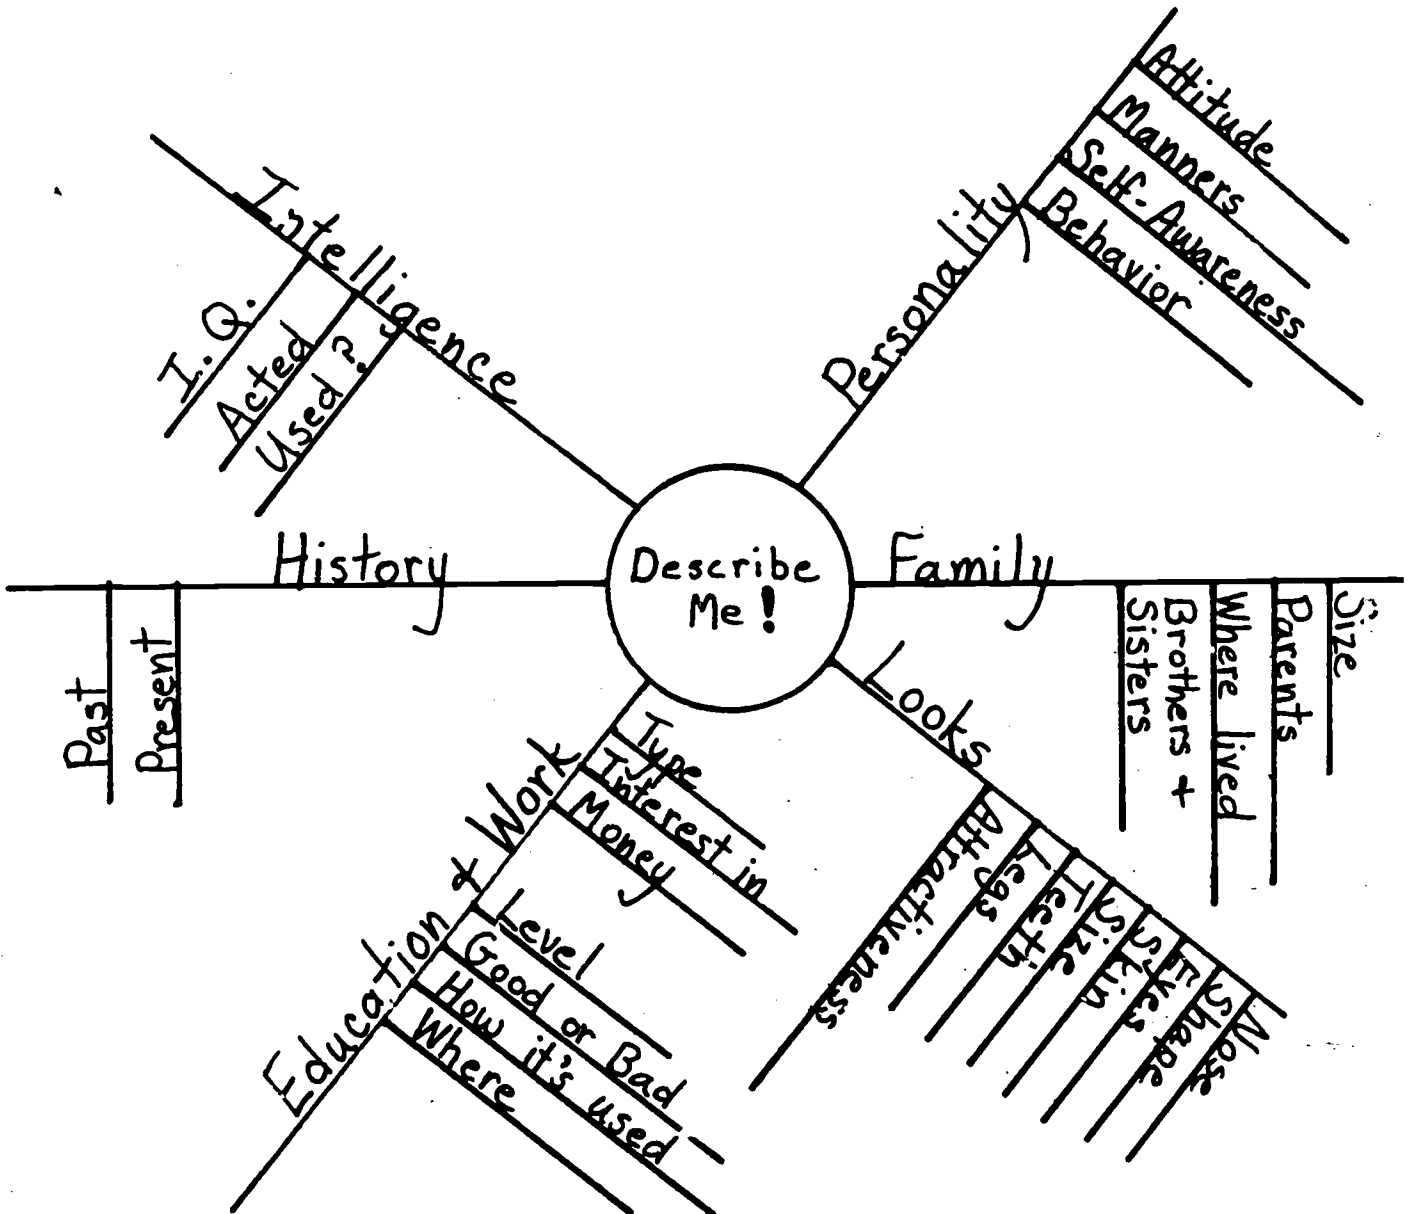 Describe
Me!
Personality
Attitude
Manners
Self-Awareness
Behavior
Family
Size
Parents
Where lived
Brothers +
Sisters
Looks
Nose
Shape
Eyes
Skin
Size
Teeth
Legs
Attractiveness
Education + Work
Type
Interest in
Money
Level
Good or Bad
How it's used
Where
History
Past
Present
Intelligence
I.Q.
Acted
Used?